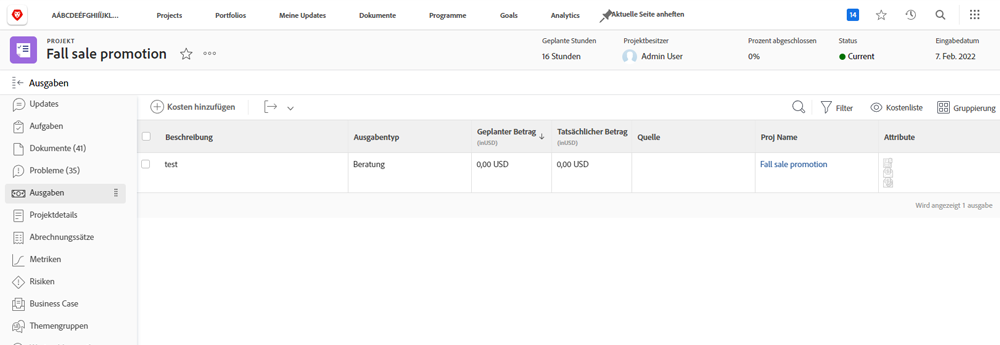 AÁBCDEÉFGHIÍJKL... Projects Portfolios Meine Updates Dokumente Programme Goals Analytics Aktuelle Seite anheften 14
PROJEKT
Fall sale promotion
Geplante Stunden Projektbesitzer Prozent abgeschlossen Status Eingabedatum
16 Stunden Admin User 0% Current 7. Feb. 2022
Ausgaben
Updates
Aufgaben
Dokumente (41)
Probleme (35)
Ausgaben
Projektdetails
Abrechnungssätze
Metriken
Risiken
Business Case
Themengruppen
Kosten hinzufügen Filter Kostenliste Gruppierung
Beschreibung Ausgabentyp Geplanter Betrag Tatsächlicher Betrag Quelle Proj Name Attribute
(inUSD) (inUSD)
test Beratung 0,00 USD 0,00 USD Fall sale promotion
Wird angezeigt 1 ausgabe